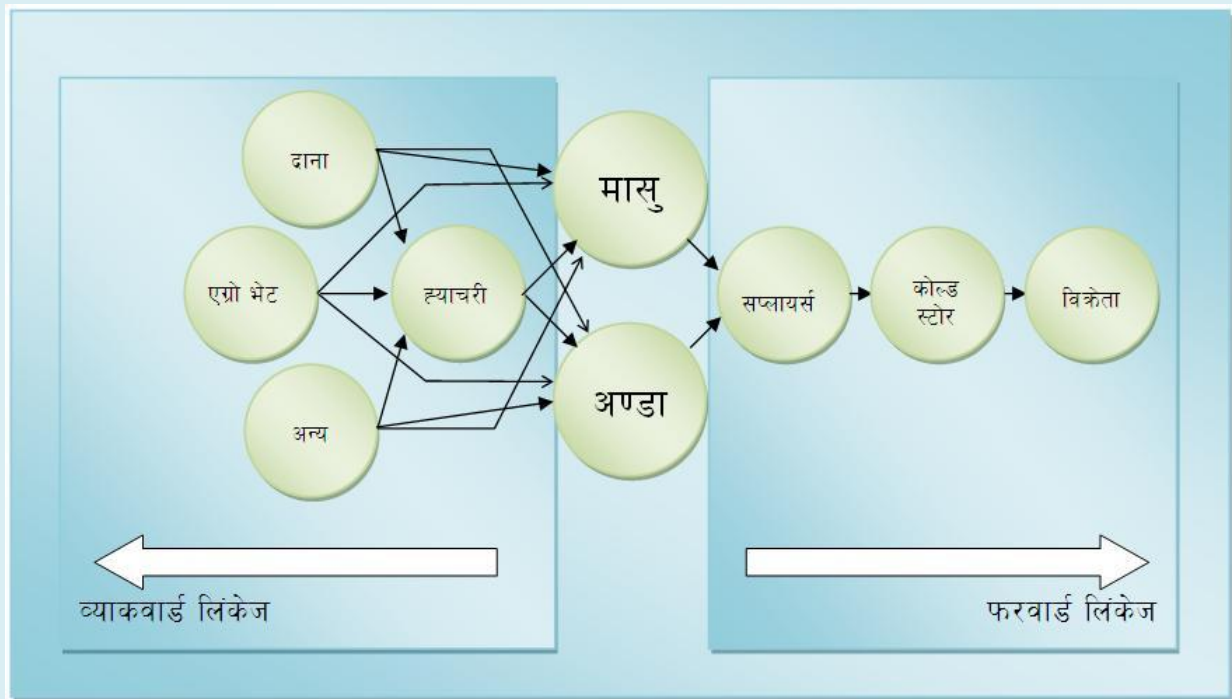 दाना
मासु
एग्रो भेट
ह्याचरी
सप्लायर्स
कोल्ड
स्टोर
विक्रेता
अण्डा
अन्य
व्याकवार्ड लिंकेज
फरवार्ड लिंकेज